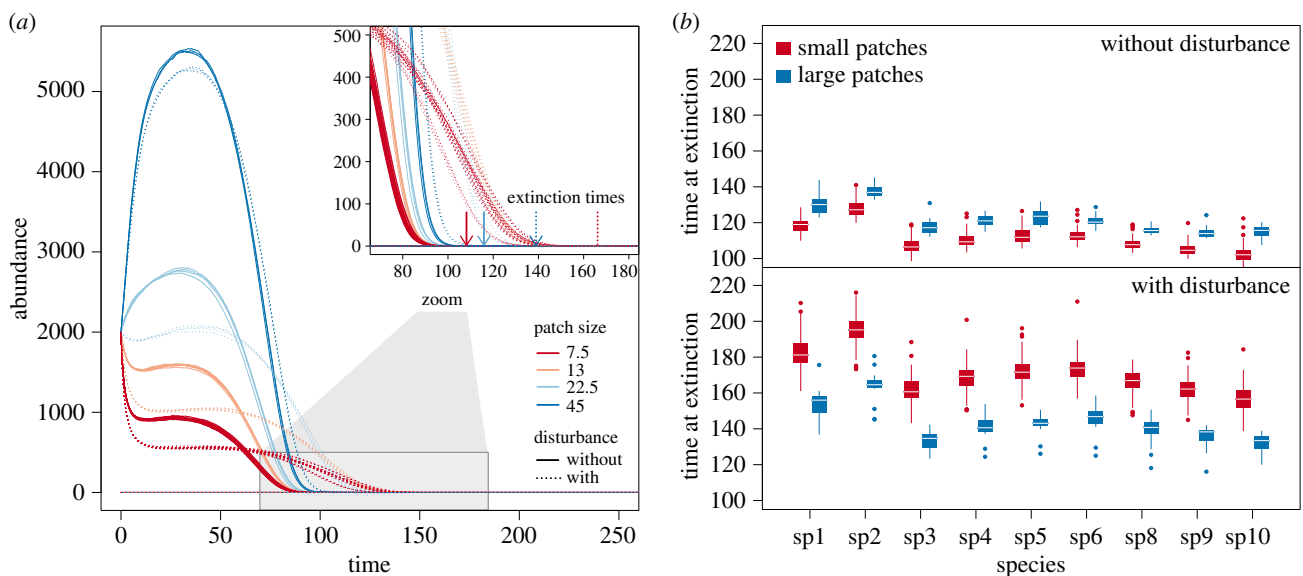 (a)
5000
4000
3000
2000
1000
0
abundance
0 50 100 150 200 250
time
500
400
300
200
100
0
80 100 120 140 160 180
extinction times
zoom
patch size
7.5
13
22.5
45
disturbance
without
with
(b)
small patches
large patches
without disturbance
220
200
180
160
140
120
100
time at extinction
with disturbance
220
200
180
160
140
120
100
time at extinction
sp1 sp2 sp3 sp4 sp5 sp6 sp8 sp9 sp10
species